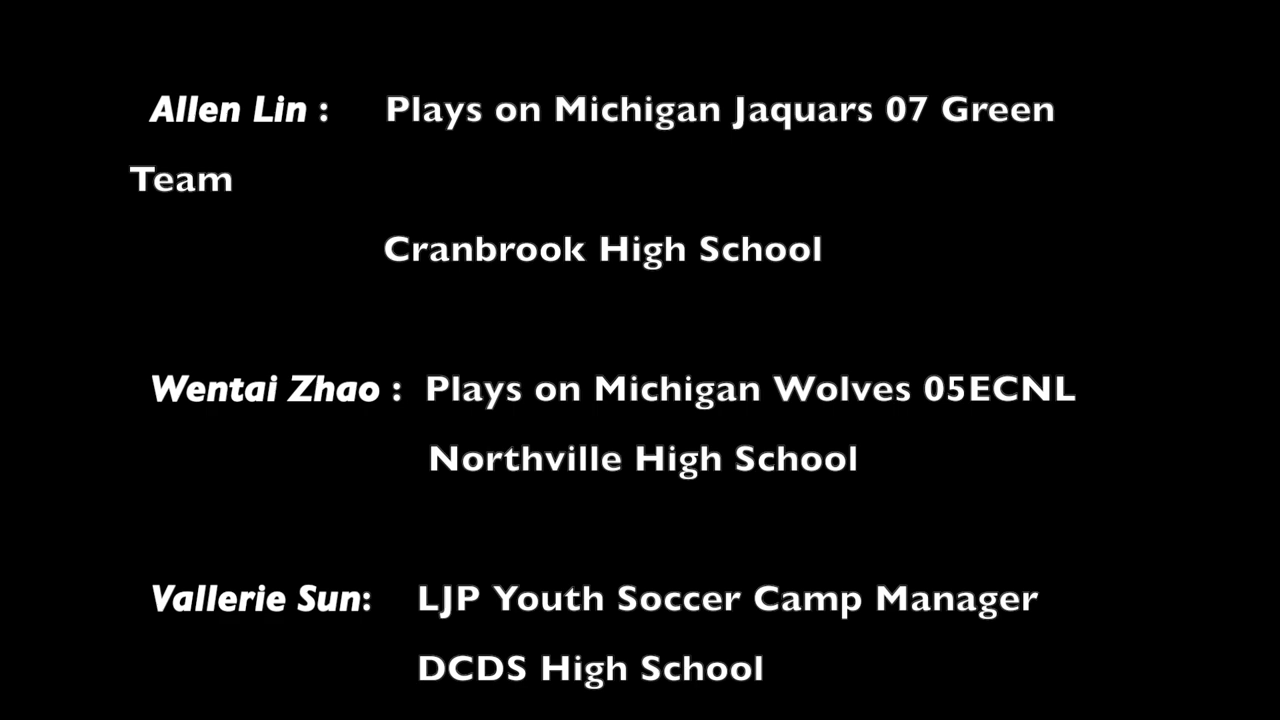 Allen Lin : Plays on Michigan Jaquars 07 Green
Team
Cranbrook High School
Wentai Zhao : Plays on Michigan Wolves 05ECNL
Northville High School
Vallerie Sun: LJP Youth Soccer Camp Manager
DCDS High School